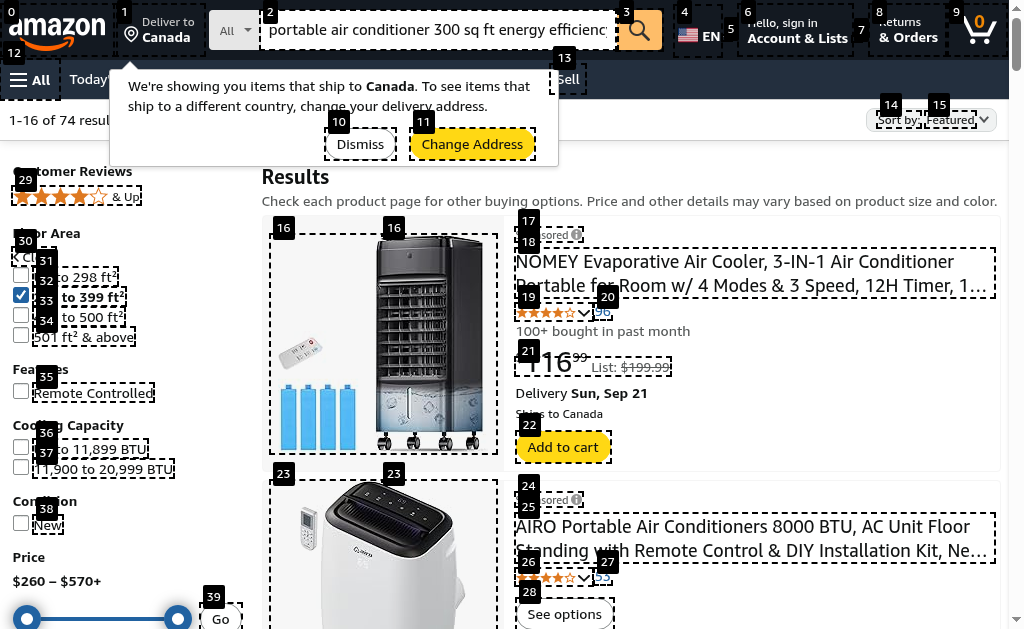 amazon
Deliver to
Canada
All
portable air conditioner 300 sq ft energy efficiency
EN
Hello, sign in
Account & Lists
Returns
& Orders
0
All
Today
Sell
We're showing you items that ship to Canada. To see items that
ship to a different country, change your delivery address.
Dismiss
Change Address
1-16 of 74
Sort by: Featured
Customer Reviews
& Up
Floor Area
to 298 ft²
to 399 ft²
to 500 ft²
501 ft² & above
Features
Remote Controlled
Cooling Capacity
to 11,899 BTU
11,900 to 20,999 BTU
Condition
New
Price
$260 – $570+
Go
Results
Check each product page for other buying options. Price and other details may vary based on product size and color.
Sponsored
NOMEY Evaporative Air Cooler, 3-IN-1 Air Conditioner
Portable for Room w/ 4 Modes & 3 Speed, 12H Timer, 1…
96
100+ bought in past month
116 99 List: $199.99
Delivery Sun, Sep 21
Ships to Canada
Add to cart
Sponsored
AIRO Portable Air Conditioners 8000 BTU, AC Unit Floor
Standing with Remote Control & DIY Installation Kit, Ne…
53
See options
0
1
2
3
4
5
6
7
8
9
10
11
12
13
14
15
16
16
17
18
19
20
21
22
23
23
24
25
26
27
28
29
30
31
32
33
34
35
36
37
38
39